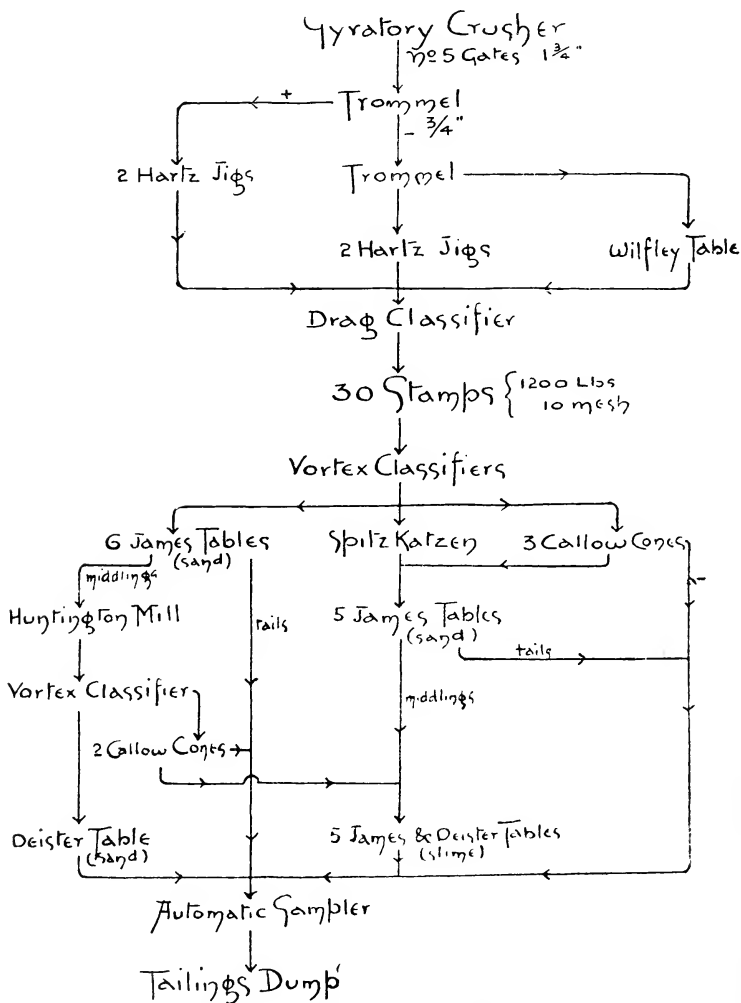 Gyratory Crusher
No 5 Gates 1 3/4"
+
Trommel
- 3/4"
2 Hartz Jigs
Trommel
2 Hartz Jigs
Wilfley Table
Drag Classifier
30 Stamps { 1200 Lbs
10 mesh
Vortex Classifiers
6 James Tables
(sand)
Spitz Katzen
3 Callow Cones
middlings
-
Huntington Mill
tails
5 James Tables
(sand)
tails
Vortex Classifier
middlings
2 Callow Cones
Deister Table
(sand)
5 James & Deister Tables
(slime)
Automatic Sampler
Tailings Dump